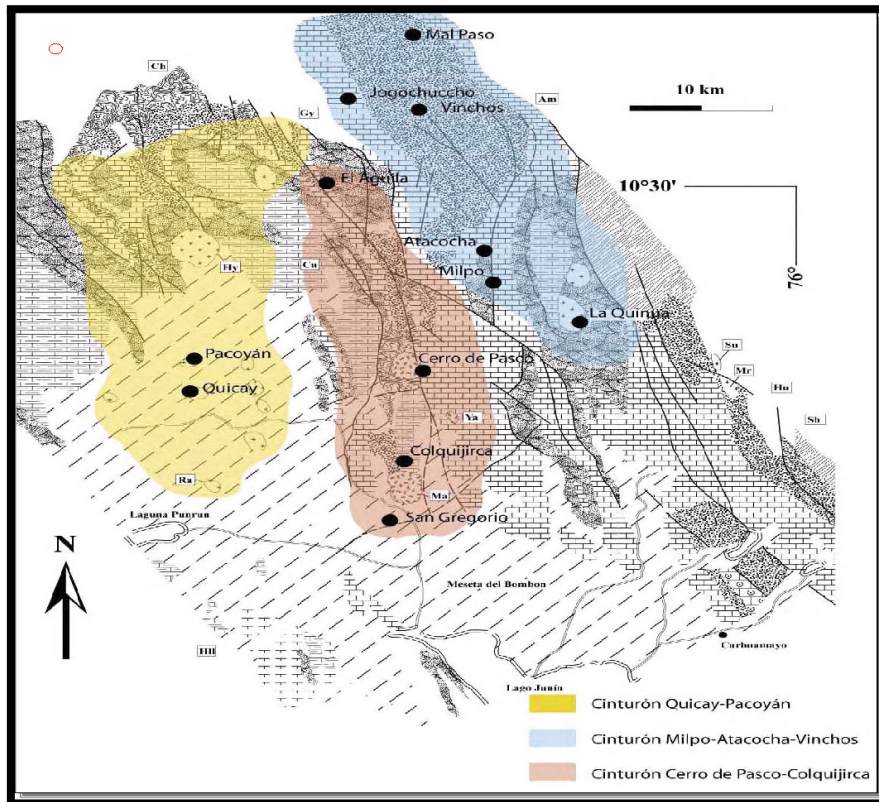 Mal Paso
Ch
Jogochuccho
Am
10 km
Vinchos
Gy
El Aguila
10°30'
Atacocha
Hy
Ca
Milpo
76°
La Quinua
Su
Pacoyán
Cerro de Pasco
Mr
Quicay
Hu
Ya
Sh
Colquijirca
Ra
Ma
Laguna Punrun
San Gregorio
N
Meseta del Bombon
Carhuamayo
Hll
Lago Junín
Cinturón Quicay-Pacoyán
Cinturón Milpo-Atacocha-Vinchos
Cinturón Cerro de Pasco-Colquijirca